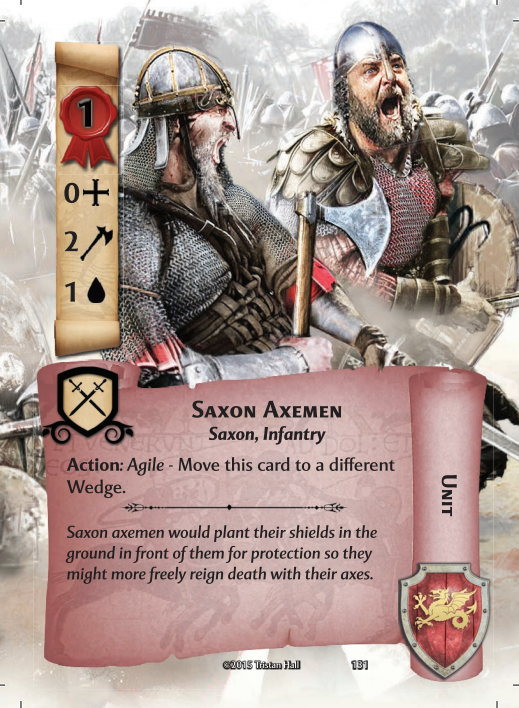 1
0
2
1
Saxon Axemen
Saxon, Infantry
Action: Agile - Move this card to a different
Wedge.
Saxon axemen would plant their shields in the
ground in front of them for protection so they
might more freely reign death with their axes.
Unit
©2015 Tristan Hall
131